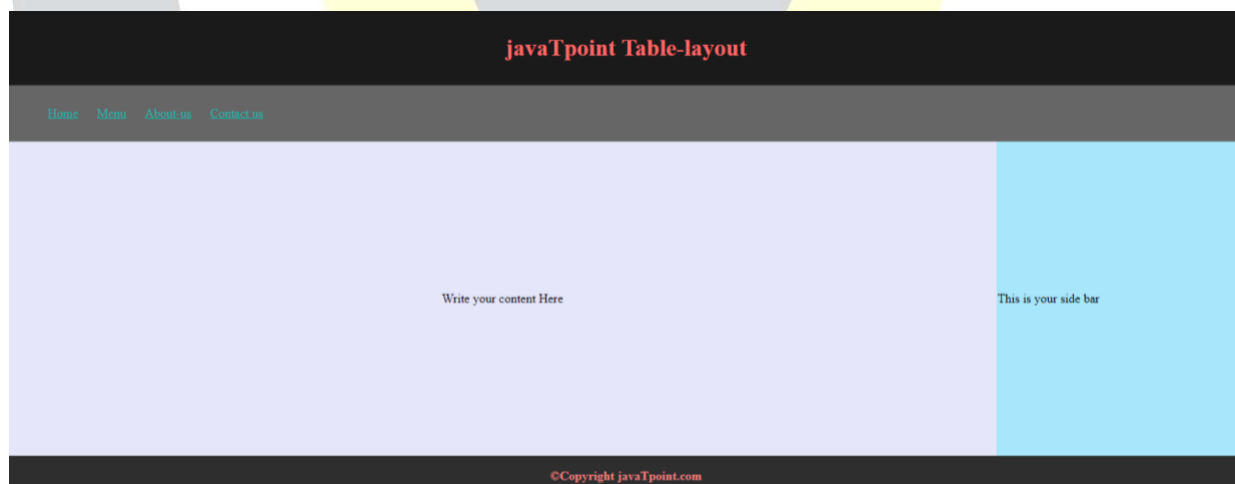 javaTpoint Table-layout
Home Menu About-us Contact us
Write your content Here This is your side bar
©Copyright javaTpoint.com